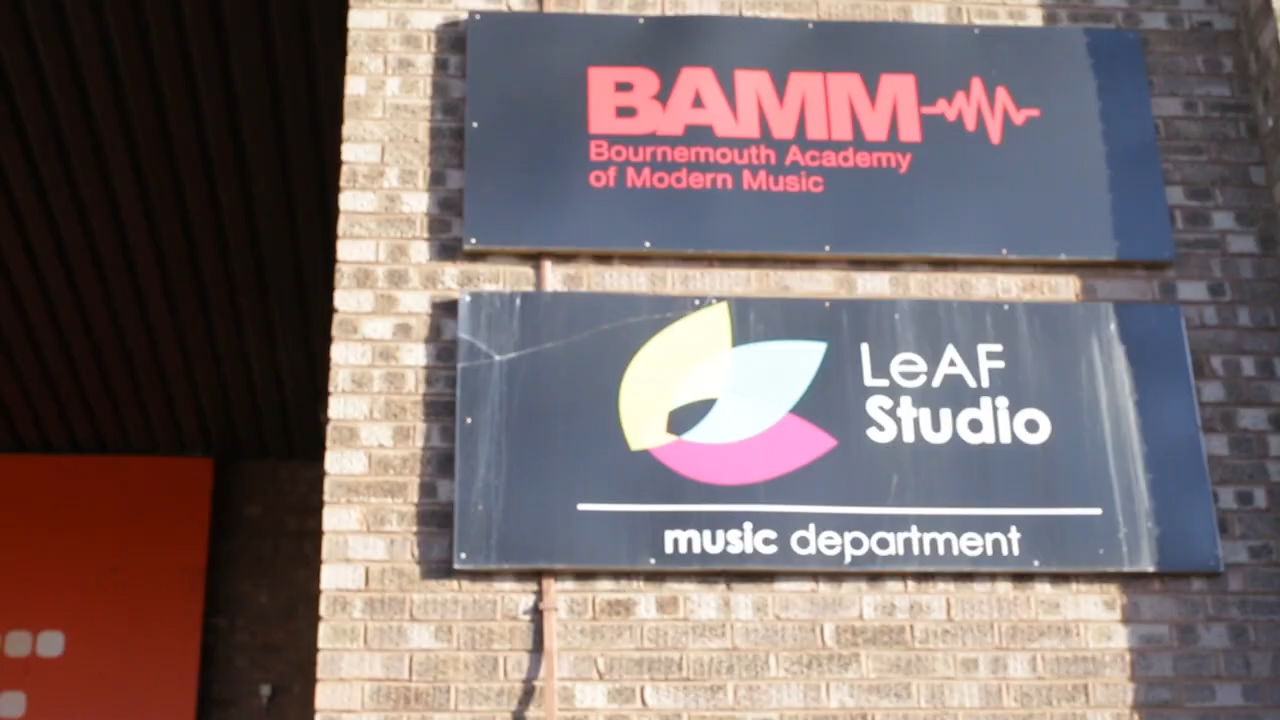 BAMM
Bournemouth Academy
of Modern Music
LeAF
Studio
music department